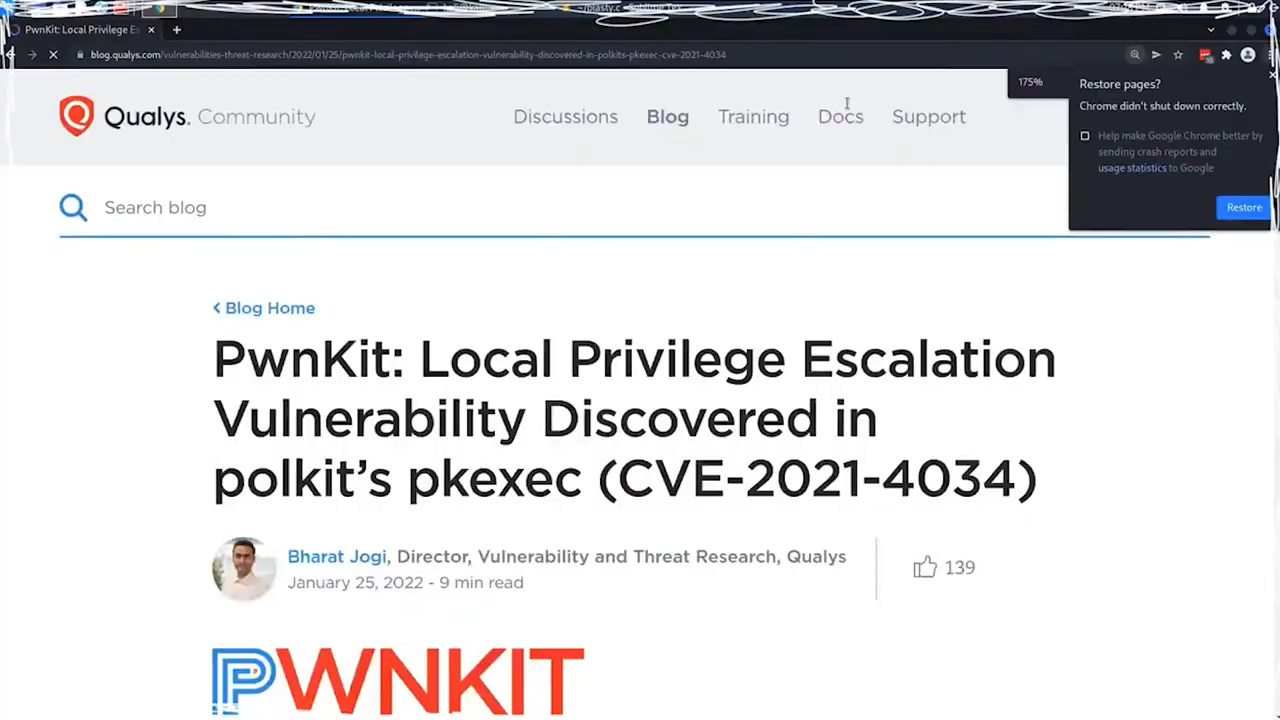 ~/blasty.c
PwnKit: Local Privilege Es
blog.qualys.com/vulnerabilities-threat-research/2022/01/25/pwnkit-local-privilege-escalation-vulnerability-discovered-in-polkits-pkexec-cve-2021-4034
175%
Restore pages?
Chrome didn't shut down correctly.
Help make Google Chrome better by
sending crash reports and
usage statistics to Google
Restore
Qualys. Community
Discussions
Blog
Training
Docs
Support
Search blog
Blog Home
PwnKit: Local Privilege Escalation
Vulnerability Discovered in
polkit’s pkexec (CVE-2021-4034)
Bharat Jogi, Director, Vulnerability and Threat Research, Qualys
January 25, 2022 - 9 min read
139
PWNKIT